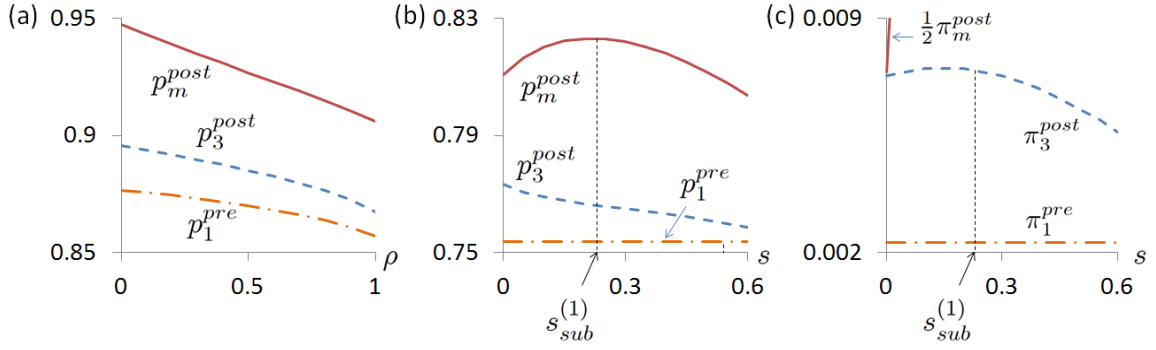 (a)
0.95
0.9
0.85
p_m^{post}
p_3^{post}
p_1^{pre}
ρ
0
0.5
1
(b)
0.83
0.79
0.75
p_m^{post}
p_3^{post}
p_1^{pre}
s
0
0.3
0.6
s_{sub}^{(1)}
(c)
0.009
0.002
\frac{1}{2}π_m^{post}
π_3^{post}
π_1^{pre}
s
0
0.3
0.6
s_{sub}^{(1)}